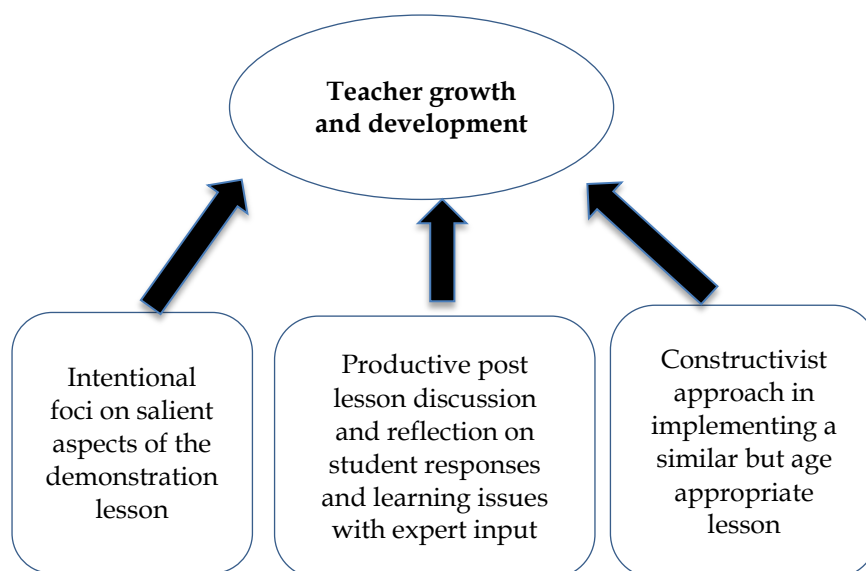 Teacher growth
and development
Intentional
foci on salient
aspects of the
demonstration
lesson
Productive post
lesson discussion
and reflection on
student responses
and learning issues
with expert input
Constructivist
approach in
implementing a
similar but age
appropriate
lesson